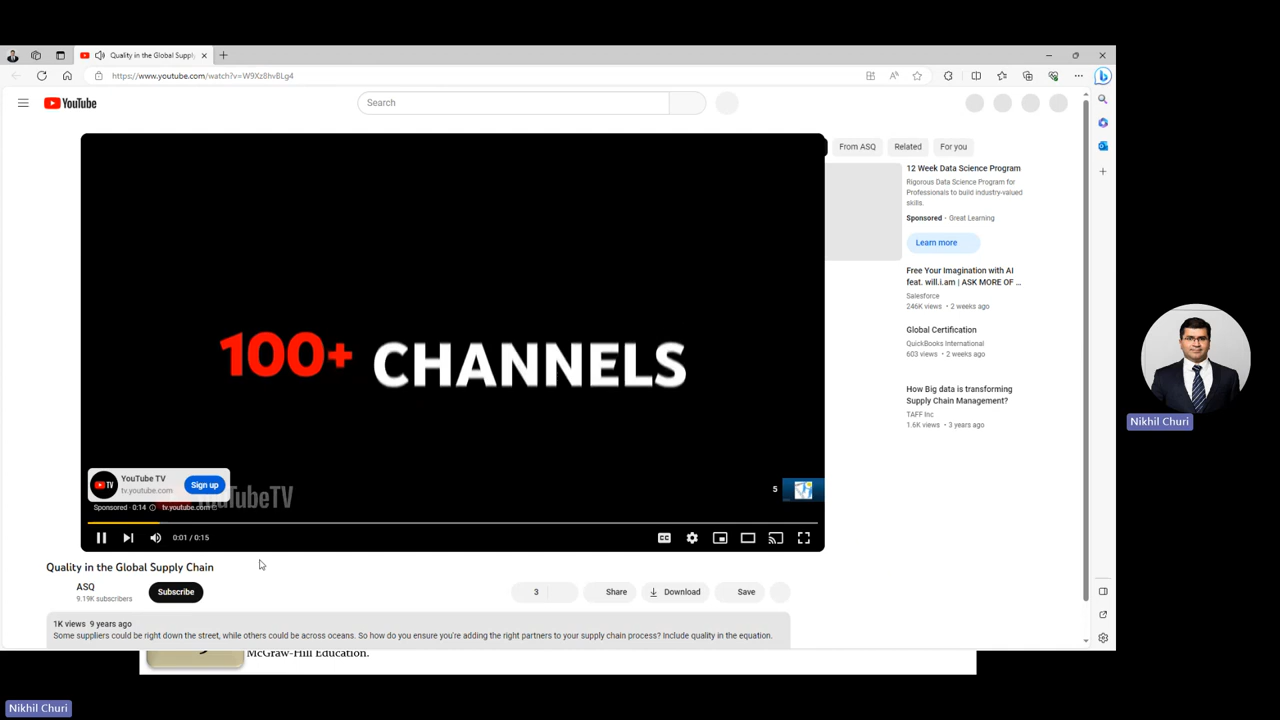 Quality in the Global Supply
https://www.youtube.com/watch?v=W9Xz8hvBLg4
YouTube
Search
From ASQ
Related
For you
12 Week Data Science Program
Rigorous Data Science Program for
Professionals to build industry-valued
skills.
Sponsored · Great Learning
Learn more
Free Your Imagination with AI
feat. will.i.am | ASK MORE OF ...
Salesforce
246K views • 2 weeks ago
Global Certification
QuickBooks International
603 views • 2 weeks ago
How Big data is transforming
Supply Chain Management?
TAFF Inc
1.6K views • 3 years ago
100+ CHANNELS
TV
YouTube TV
tv.youtube.com
Sign up
YouTubeTV
Sponsored · 0:14
tv.youtube.com
5
0:01 / 0:15
CC
Quality in the Global Supply Chain
ASQ
9.19K subscribers
Subscribe
3
Share
Download
Save
1K views 9 years ago
Some suppliers could be right down the street, while others could be across oceans. So how do you ensure you're adding the right partners to your supply chain process? Include quality in the equation.
McGraw-Hill Education.
Nikhil Churi
Nikhil Churi